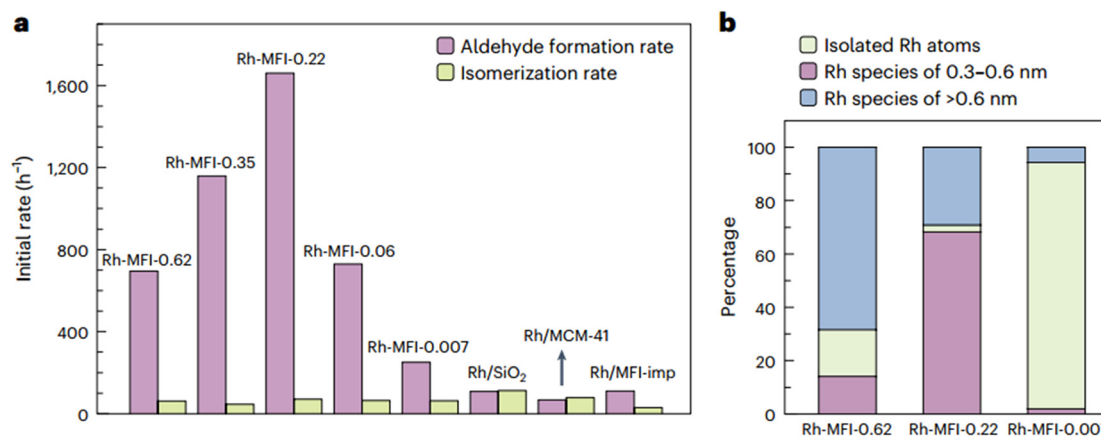 a
Aldehyde formation rate
Isomerization rate
Initial rate (h⁻¹)
1,600
1,200
800
400
0
Rh-MFI-0.62
Rh-MFI-0.35
Rh-MFI-0.22
Rh-MFI-0.06
Rh-MFI-0.007
Rh/SiO₂
Rh/MCM-41
Rh/MFI-imp
b
Isolated Rh atoms
Rh species of 0.3–0.6 nm
Rh species of >0.6 nm
Percentage
100
80
60
40
20
0
Rh-MFI-0.62
Rh-MFI-0.22